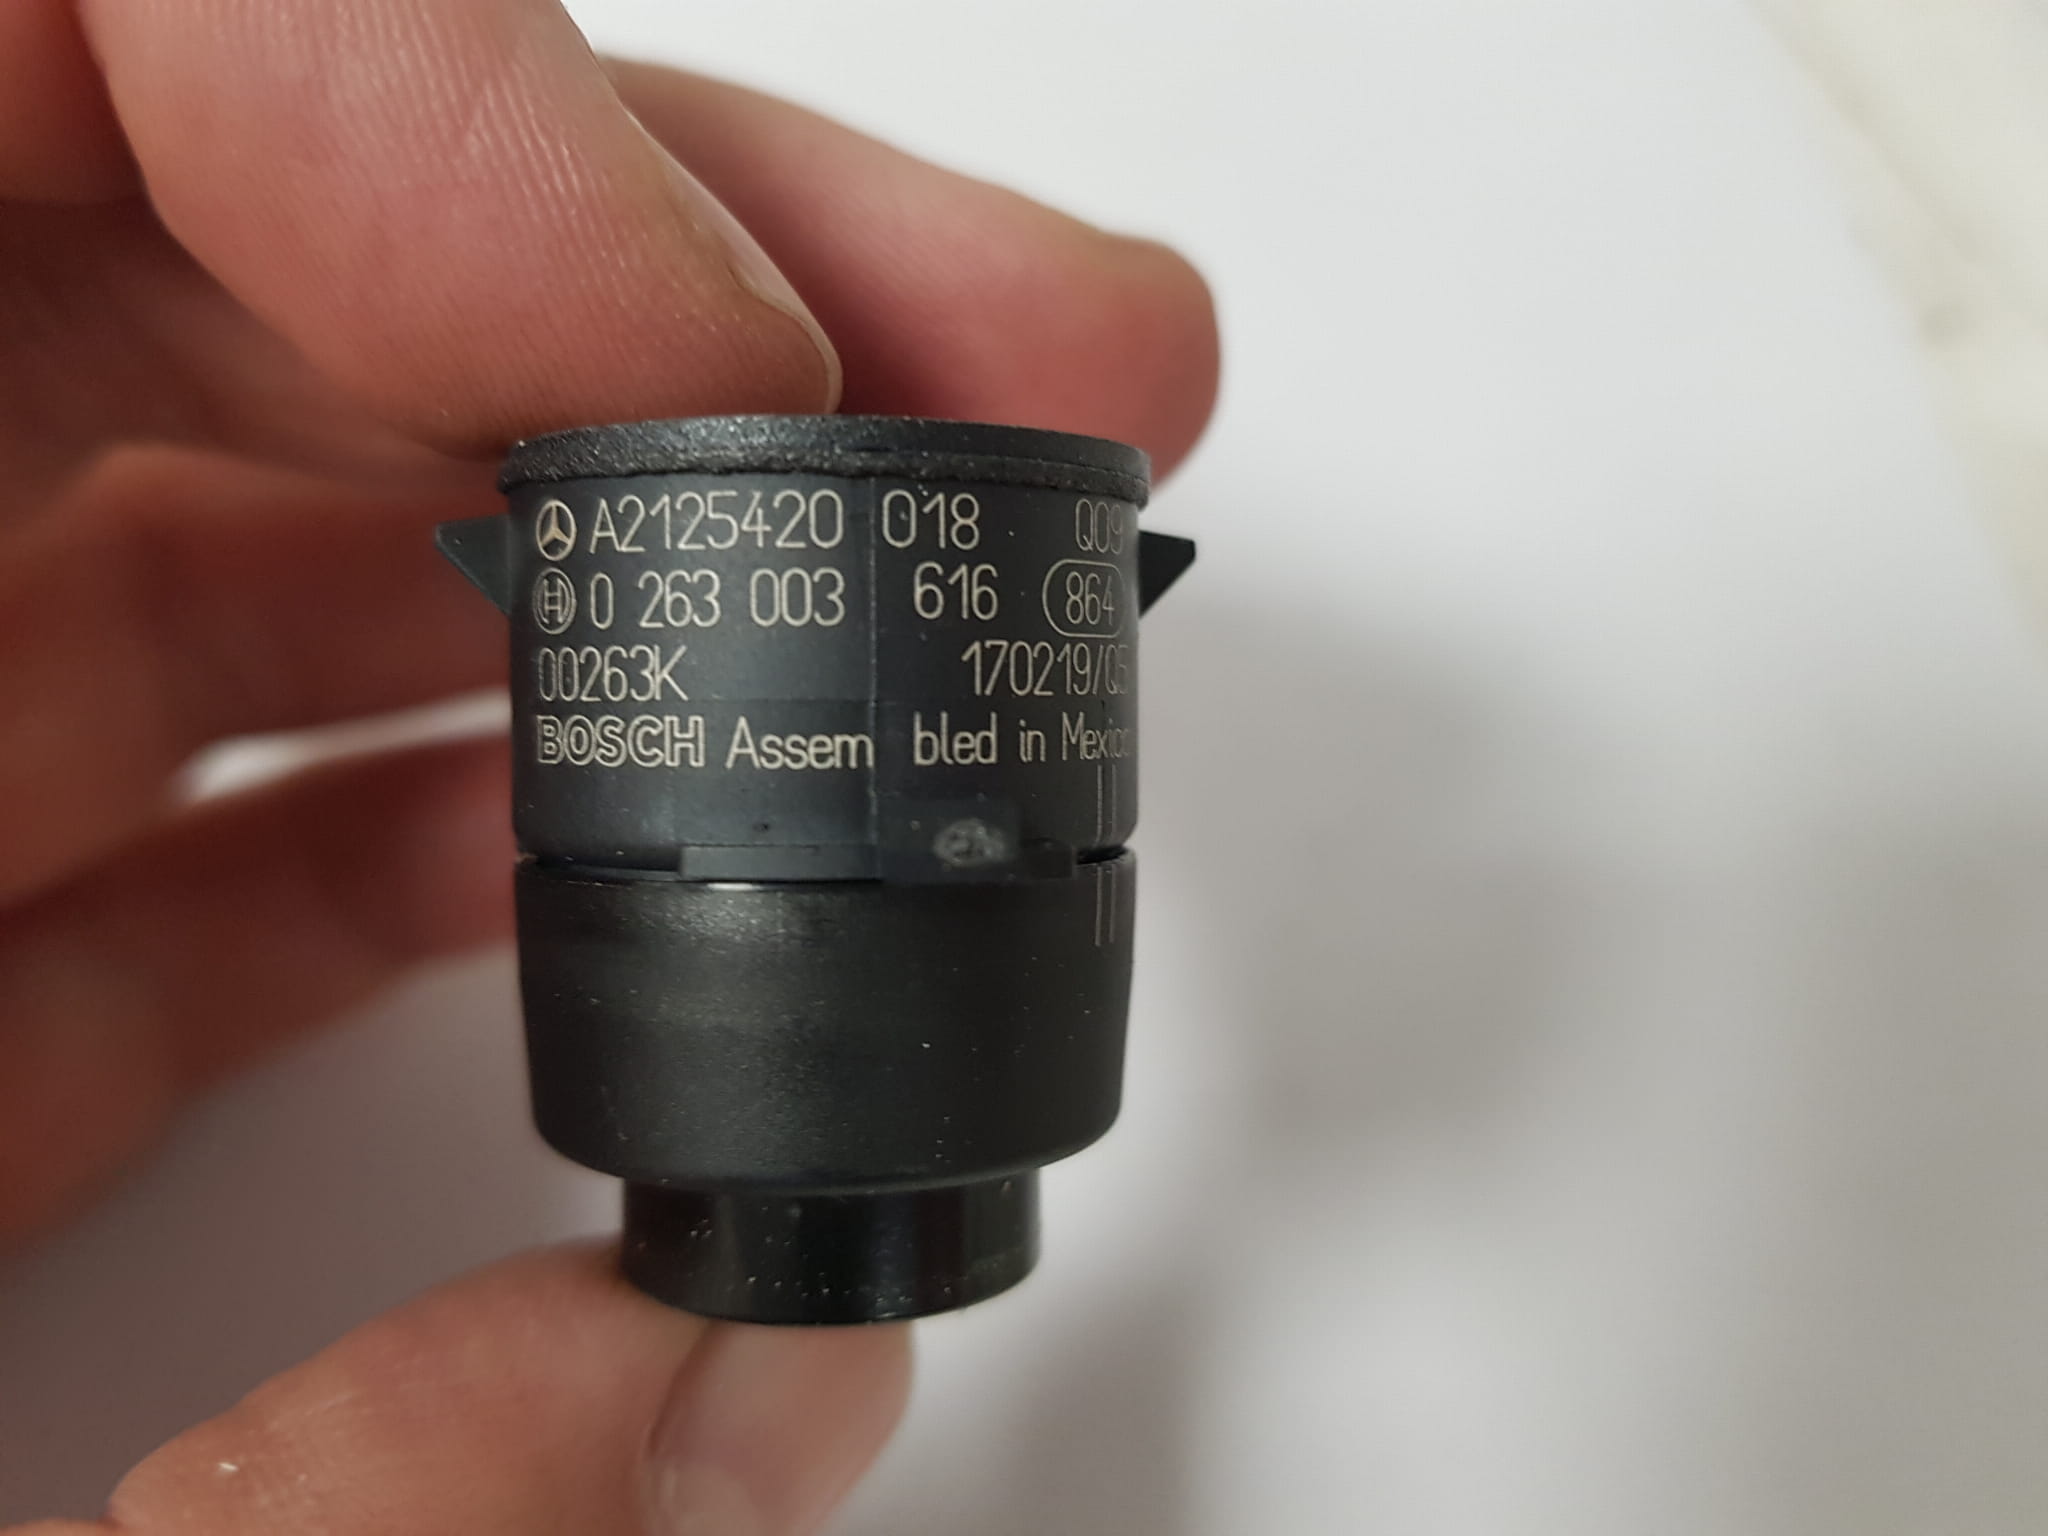 A2125420 018 Q09
0 263 003 616 864
00263K 170219/Q5
BOSCH Assem bled in Mexico